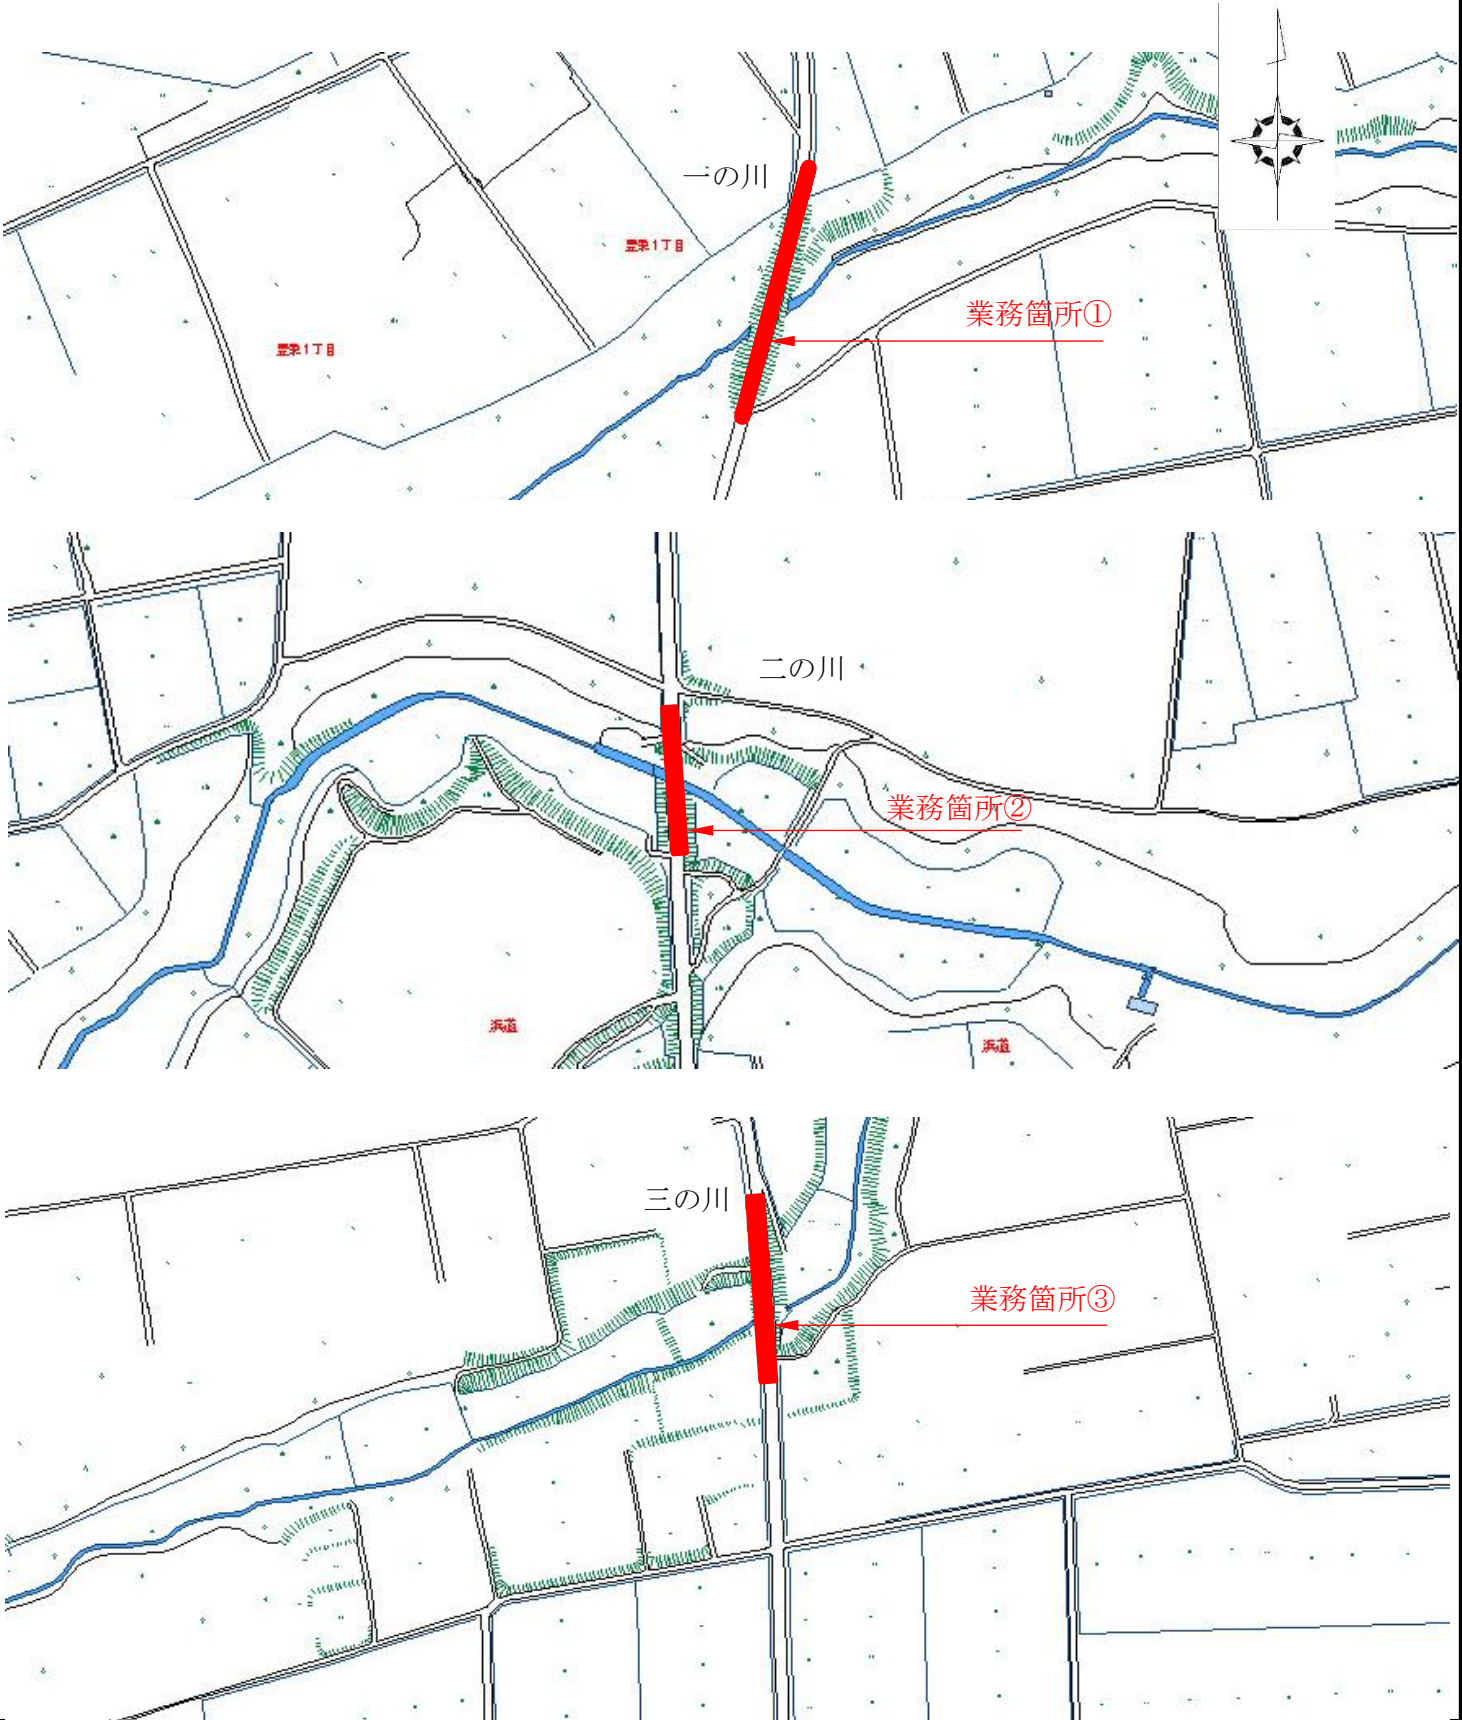 一の川
豊栄1丁目
業務箇所①
豊栄1丁目
二の川
業務箇所②
浜道
浜道
三の川
業務箇所③